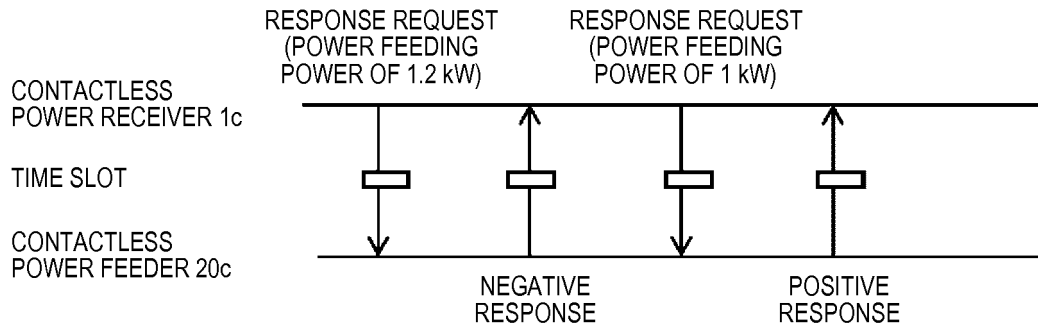 RESPONSE REQUEST
(POWER FEEDING
POWER OF 1.2 kW)
RESPONSE REQUEST
(POWER FEEDING
POWER OF 1 kW)
CONTACTLESS
POWER RECEIVER 1c
TIME SLOT
CONTACTLESS
POWER FEEDER 20c
NEGATIVE
RESPONSE
POSITIVE
RESPONSE